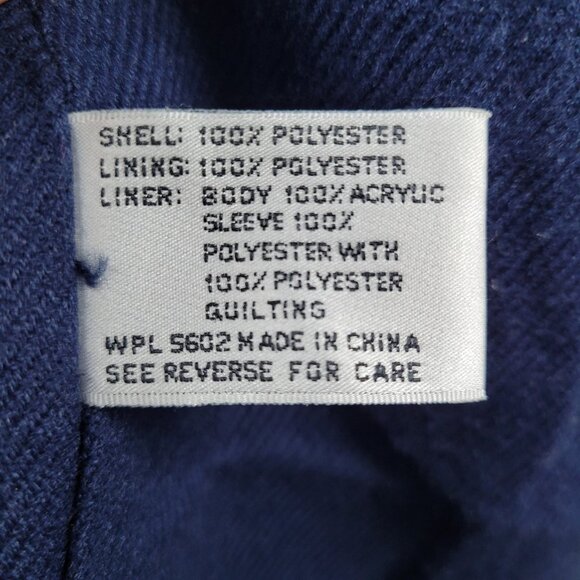 SHELL: 100% POLYESTER
LINING: 100% POLYESTER
LINER: BODY 100% ACRYLIC
SLEEVE 100%
POLYESTER WITH
100% POLYESTER
QUILTING
WPL 5602 MADE IN CHINA
SEE REVERSE FOR CARE